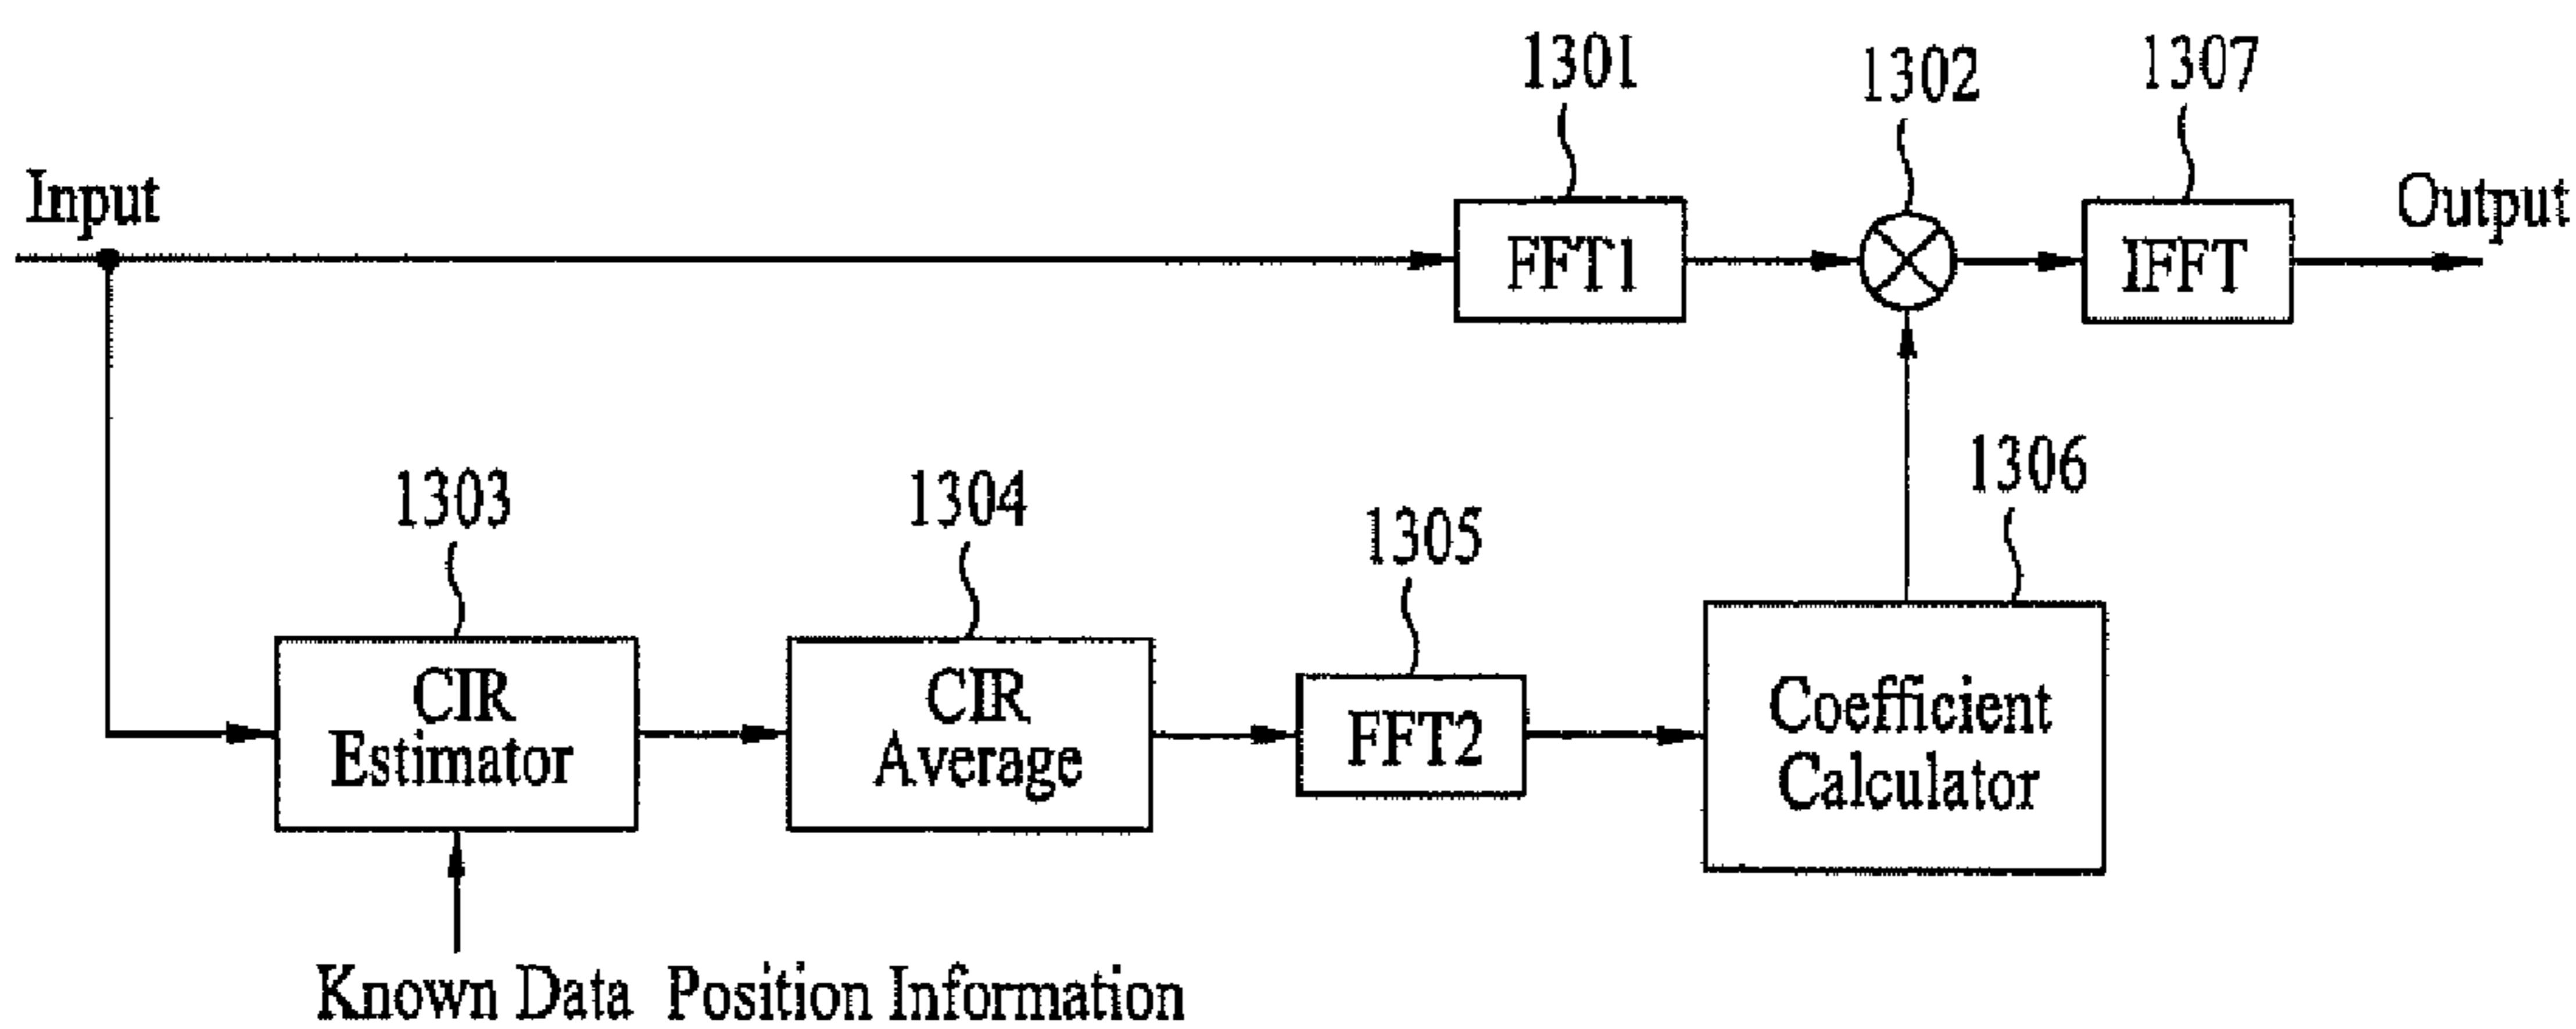 1301
1302
1307
Input
Output
FFT1
IFFT
1303
1304
1305
1306
CIR
Estimator
CIR
Average
FFT2
Coefficient
Calculator
Known Data Position Information